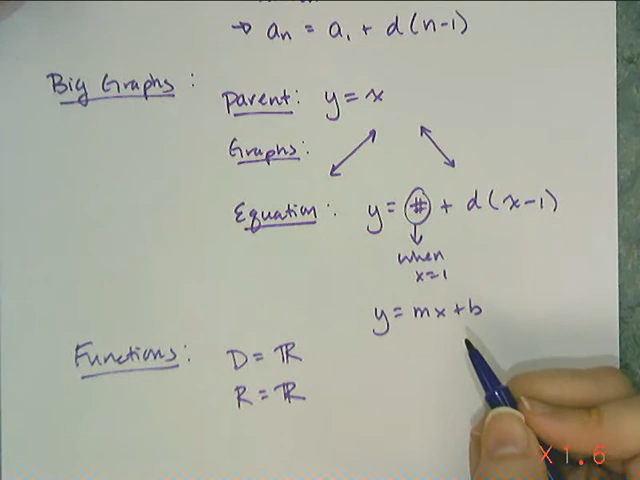 → aₙ = a₁ + d(n-1)
Big Graphs:
Parent: y = x
Graphs:
Equation: y = # + d(x-1)
when
x=1
y = mx+b
Functions: D = ℝ
R = ℝ
X1.6